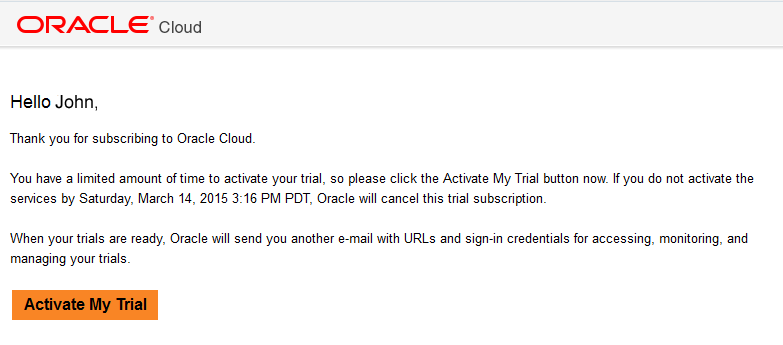 ORACLE® Cloud
Hello John,
Thank you for subscribing to Oracle Cloud.
You have a limited amount of time to activate your trial, so please click the Activate My Trial button now. If you do not activate the
services by Saturday, March 14, 2015 3:16 PM PDT, Oracle will cancel this trial subscription.
When your trials are ready, Oracle will send you another e-mail with URLs and sign-in credentials for accessing, monitoring, and
managing your trials.
Activate My Trial